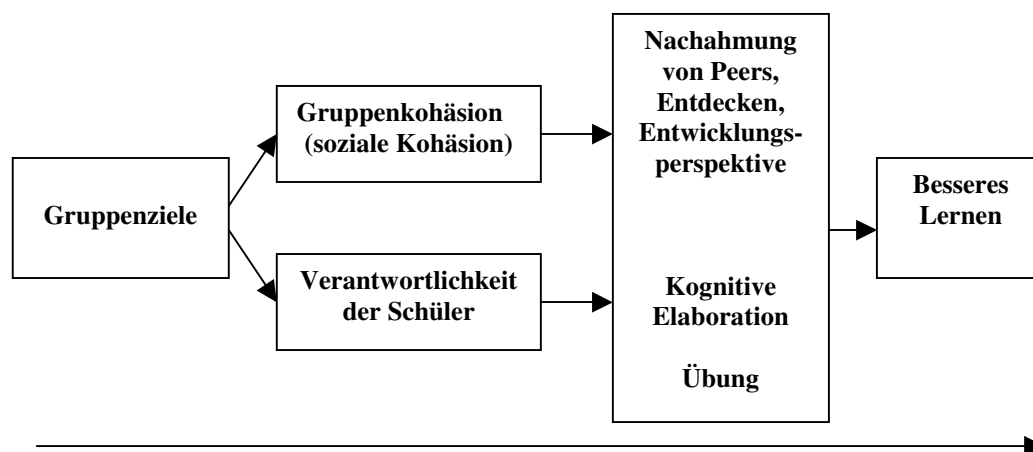 Gruppenziele
Gruppenkohäsion
(soziale Kohäsion)
Verantwortlichkeit
der Schüler
Nachahmung
von Peers,
Entdecken,
Entwicklungs-
perspektive
Kognitive
Elaboration
Übung
Besseres
Lernen